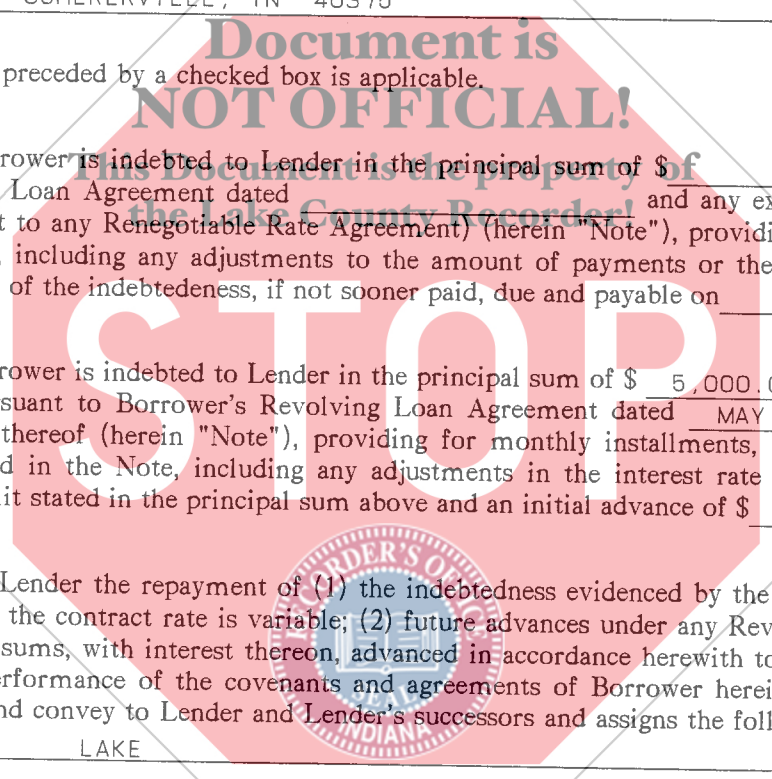 SCHERERVILLE, IN 46375
Document is
preceded by a checked box is applicable.
NOT OFFICIAL!
rower is indebted to Lender in the principal sum of $
This Document is the property of
Loan Agreement dated and any ex
the Lake County Recorder!
t to any Renegotiable Rate Agreement) (herein "Note"), providi
, including any adjustments to the amount of payments or the
of the indebtedeness, if not sooner paid, due and payable on
STOP
rower is indebted to Lender in the principal sum of $ 5,000.0
suant to Borrower's Revolving Loan Agreement dated MAY
thereof (herein "Note"), providing for monthly installments,
d in the Note, including any adjustments in the interest rate
it stated in the principal sum above and an initial advance of $
RECORDER'S OFFICE
Lender the repayment of (1) the indebtedness evidenced by the
the contract rate is variable; (2) future advances under any Rev
sums, with interest thereon, advanced in accordance herewith to
erformance of the covenants and agreements of Borrower herei
nd convey to Lender and Lender's successors and assigns the foll
SEAL
INDIANA
LAKE